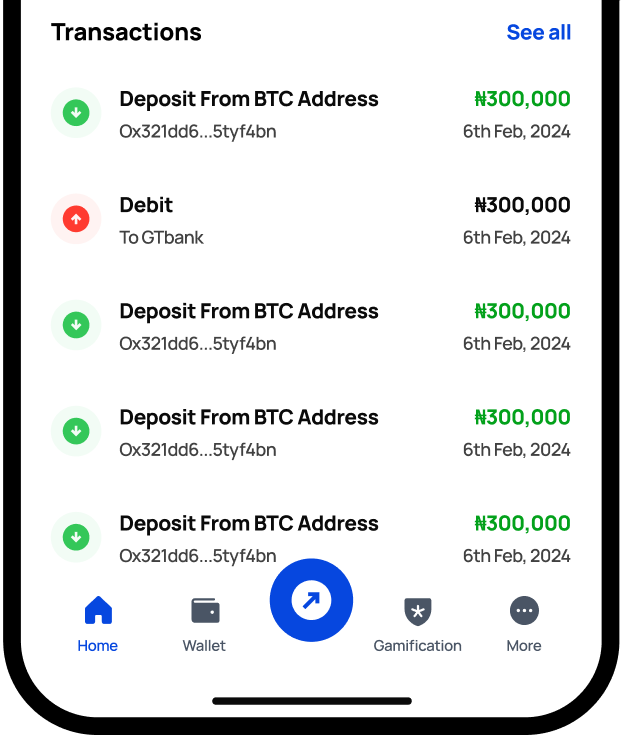 Transactions See all
Deposit From BTC Address ₦300,000
Ox321dd6...5tyf4bn 6th Feb, 2024
Debit ₦300,000
To GTbank 6th Feb, 2024
Deposit From BTC Address ₦300,000
Ox321dd6...5tyf4bn 6th Feb, 2024
Deposit From BTC Address ₦300,000
Ox321dd6...5tyf4bn 6th Feb, 2024
Deposit From BTC Address ₦300,000
Ox321dd6...5tyf4bn 6th Feb, 2024
Home Wallet Gamification More